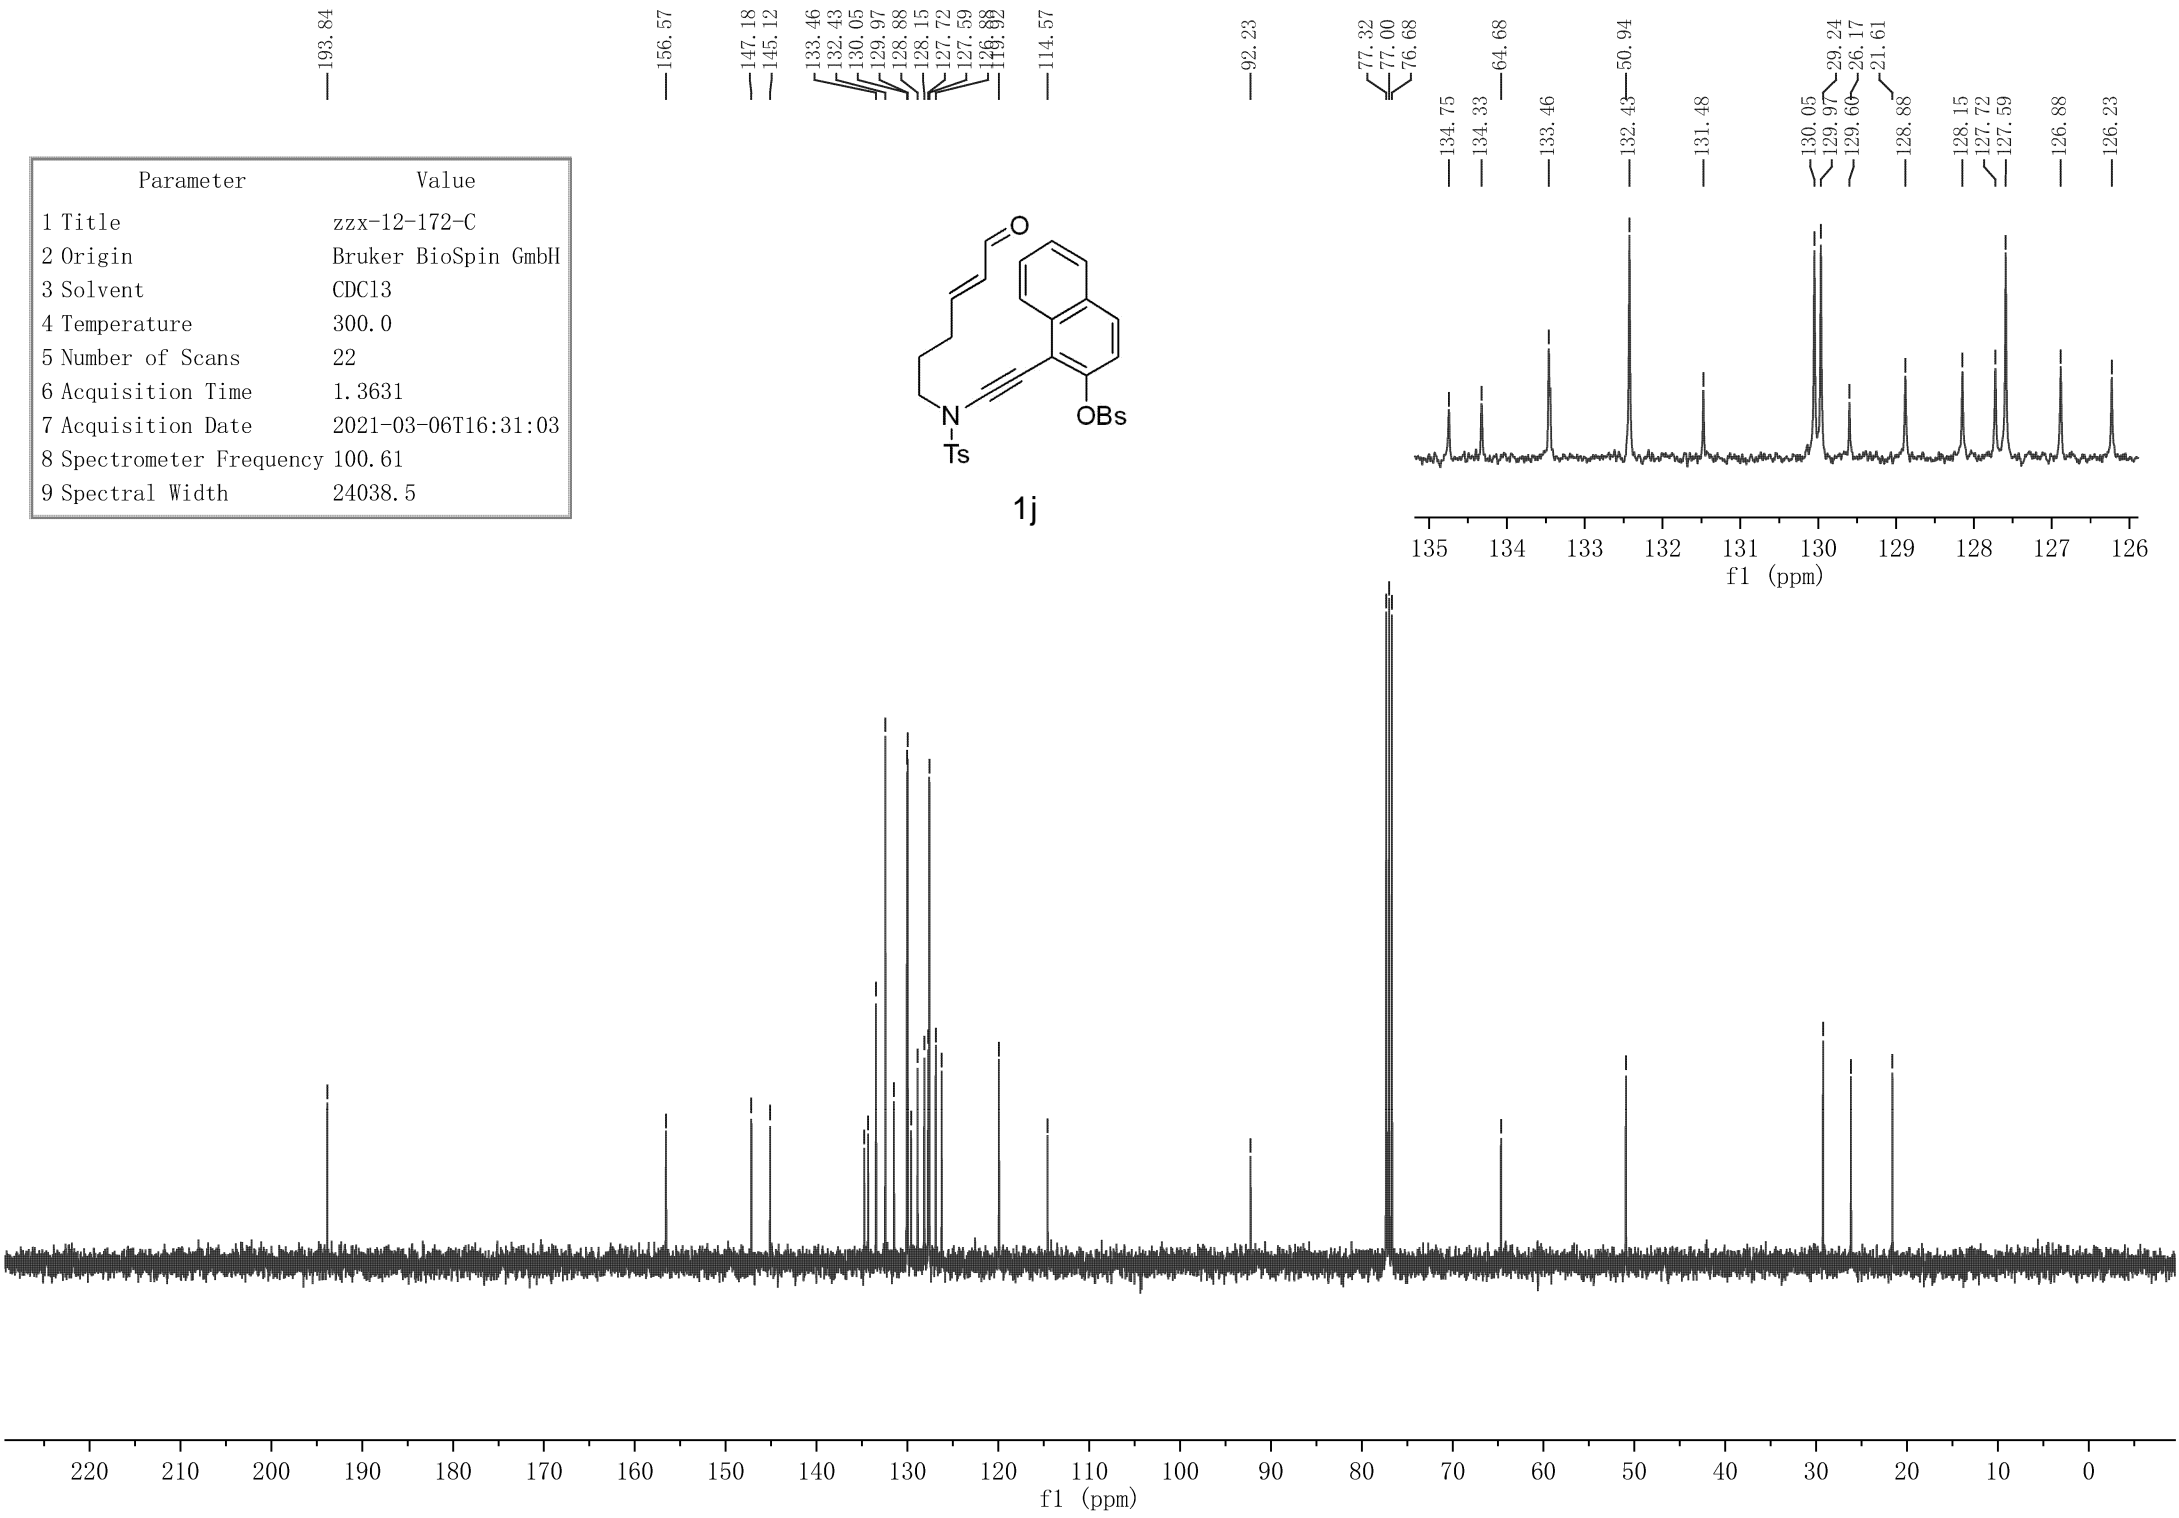 193.84
156.57
147.18
145.12
133.46
132.43
130.05
129.97
128.88
128.15
127.72
127.59
126.88
119.92
114.57
92.23
77.32
77.00
76.68
64.68
50.94
29.24
26.17
21.61
134.75
134.33
133.46
132.43
131.48
130.05
129.97
129.60
128.88
128.15
127.72
127.59
126.88
126.23
Parameter Value
1 Title zzx-12-172-C
2 Origin Bruker BioSpin GmbH
3 Solvent CDCl3
4 Temperature 300.0
5 Number of Scans 22
6 Acquisition Time 1.3631
7 Acquisition Date 2021-03-06T16:31:03
8 Spectrometer Frequency 100.61
9 Spectral Width 24038.5
O
N
OBs
Ts
1j
135 134 133 132 131 130 129 128 127 126
f1 (ppm)
220 210 200 190 180 170 160 150 140 130 120 110 100 90 80 70 60 50 40 30 20 10 0
f1 (ppm)